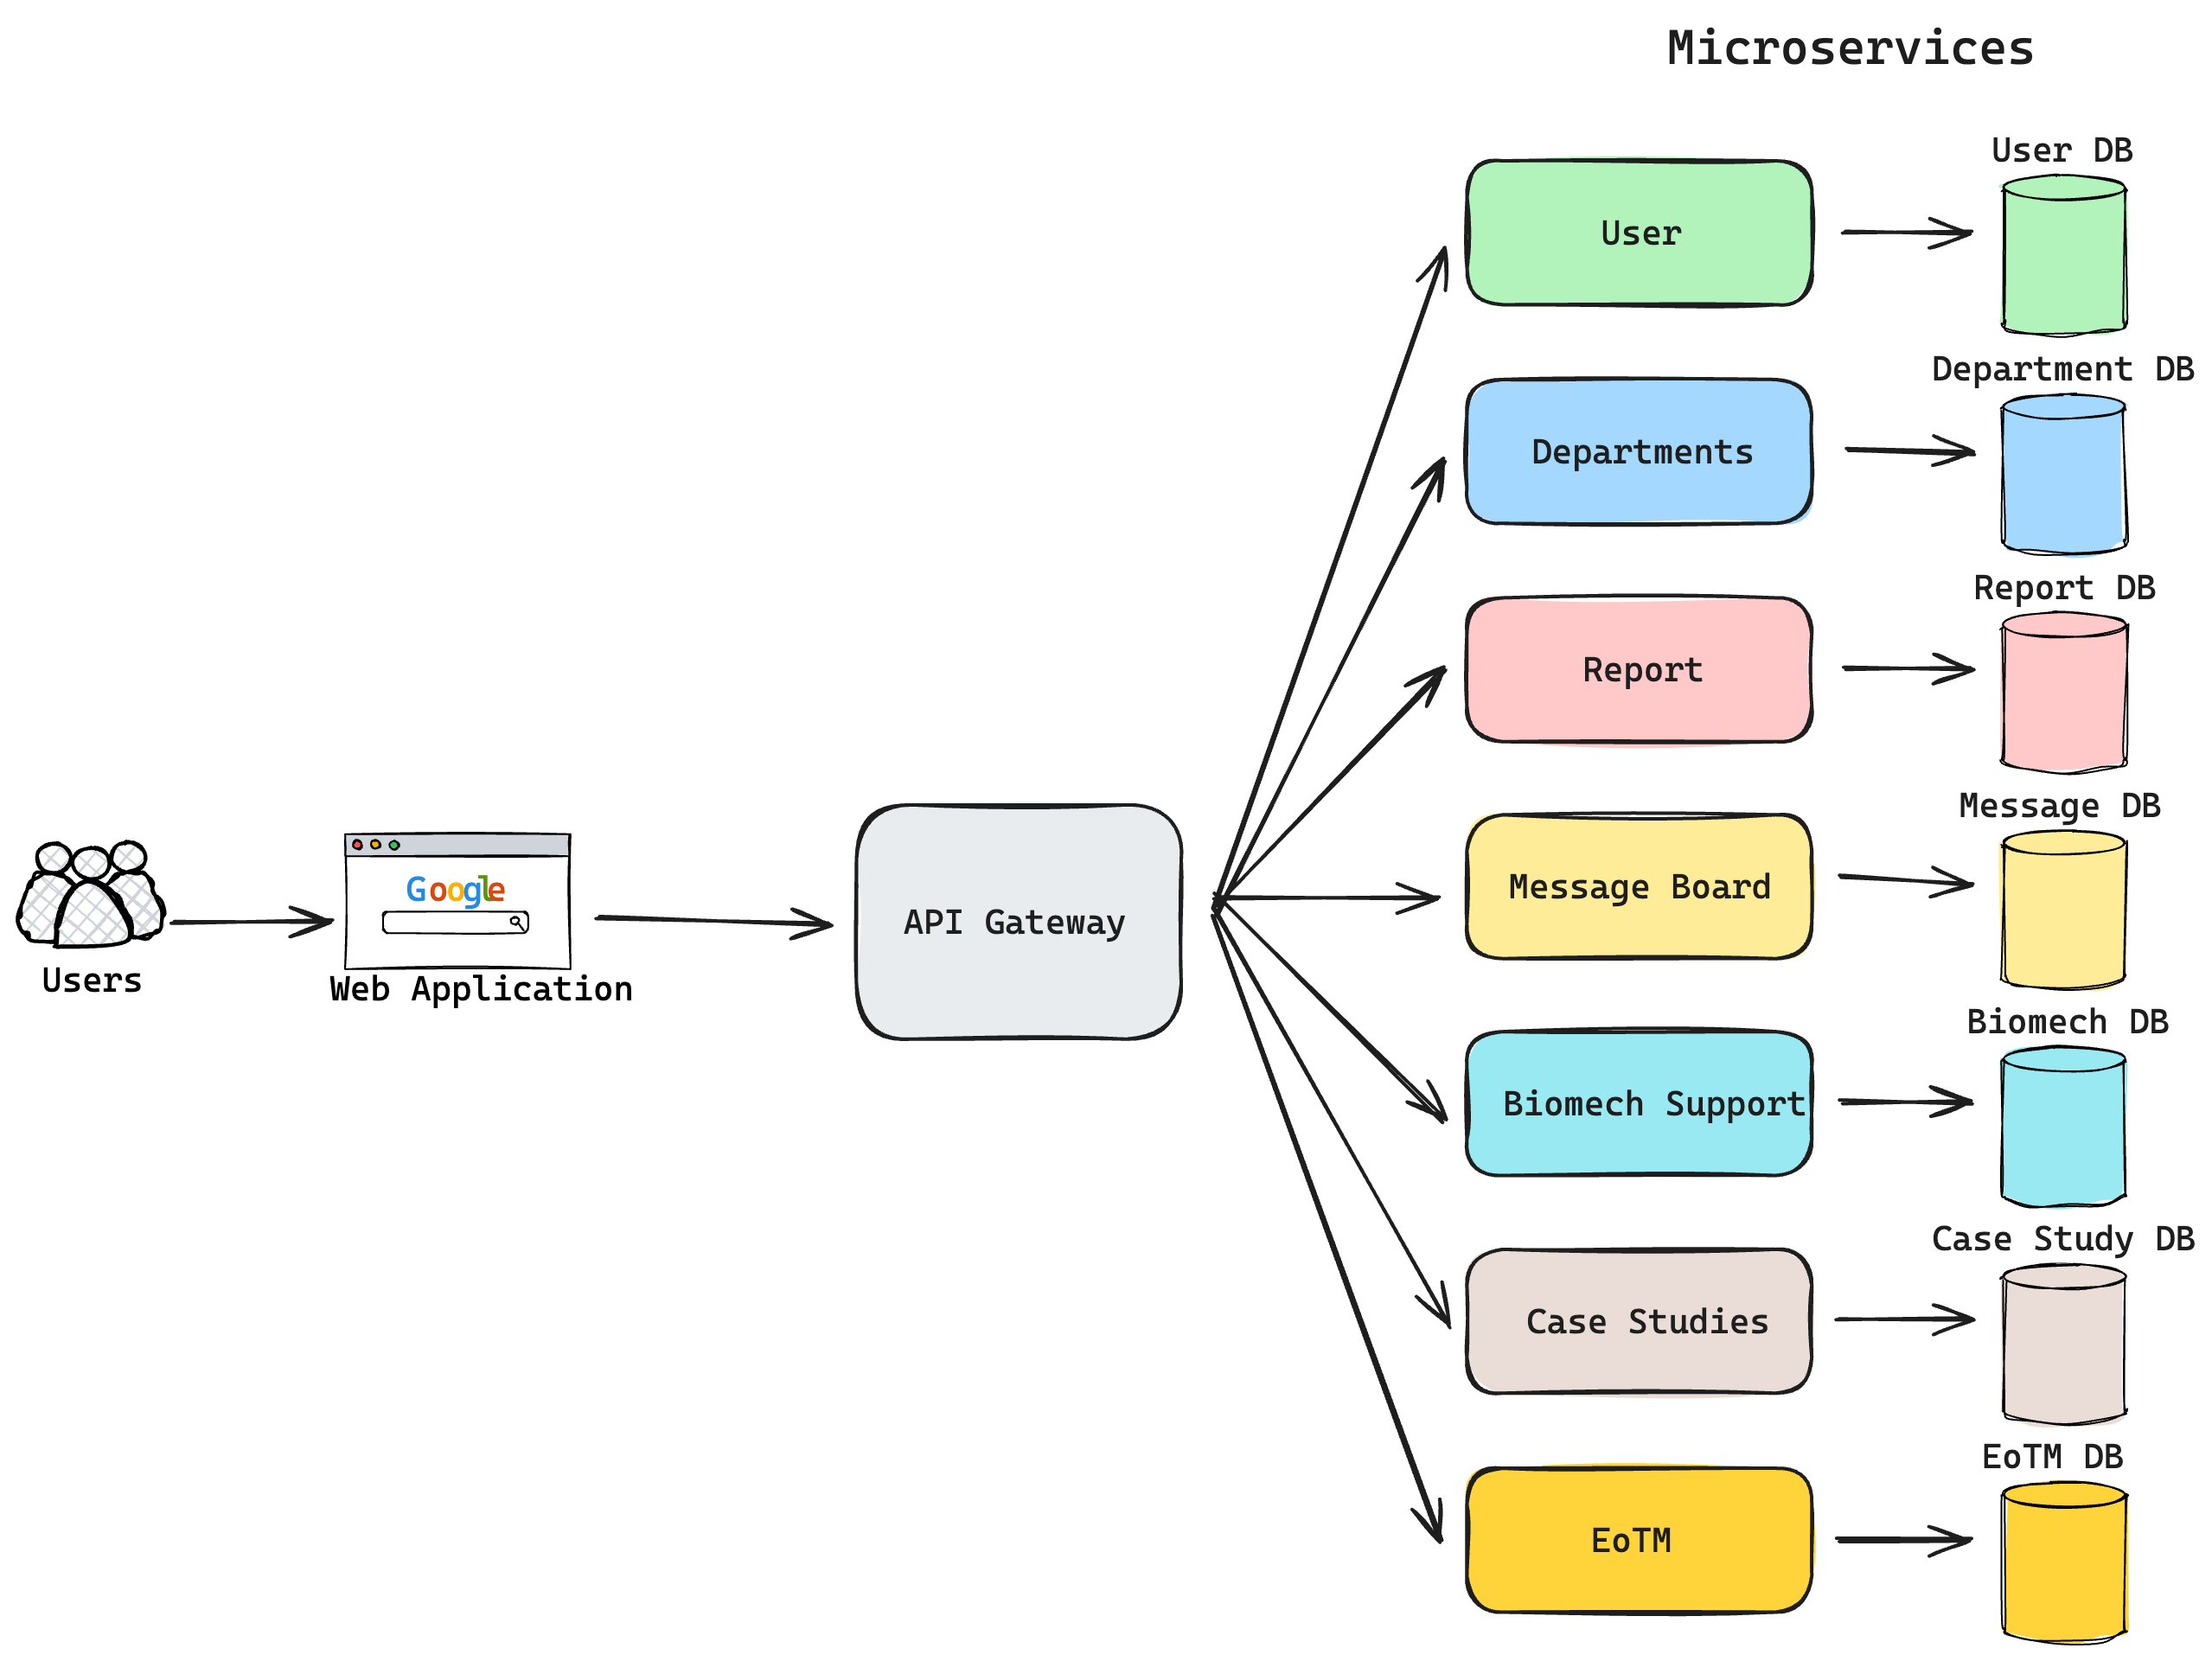 Microservices
User DB
User
Department DB
Departments
Report DB
Report
Message DB
Message Board
Google
API Gateway
Users
Web Application
Biomech DB
Biomech Support
Case Study DB
Case Studies
EoTM DB
EoTM